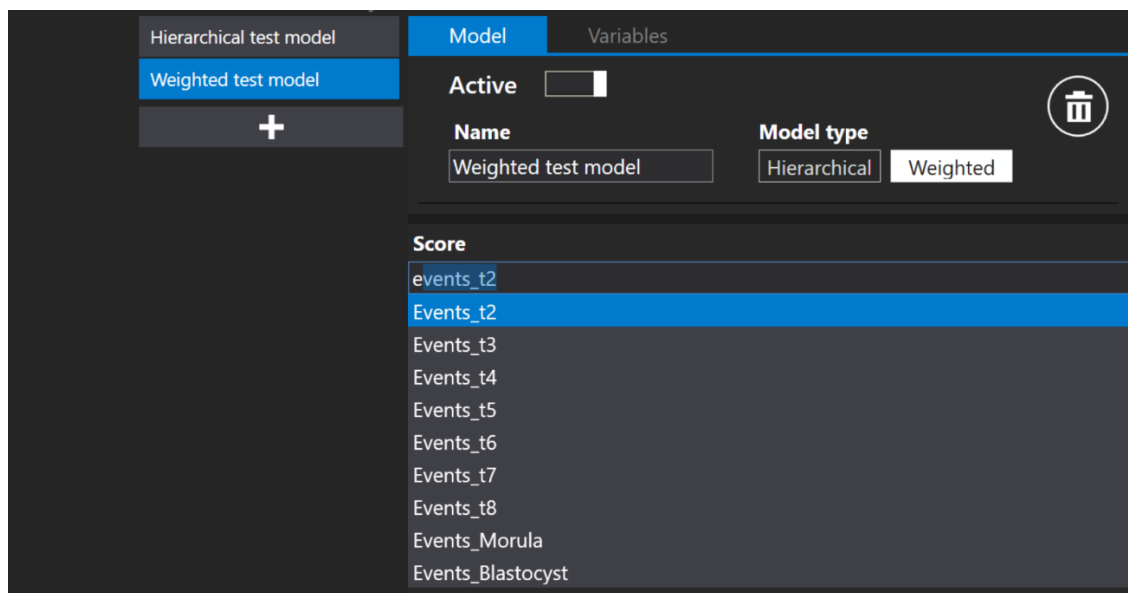 Hierarchical test model
Weighted test model
Model Variables
Active
Name Model type
Weighted test model Hierarchical Weighted
Score
events_t2
Events_t2
Events_t3
Events_t4
Events_t5
Events_t6
Events_t7
Events_t8
Events_Morula
Events_Blastocyst